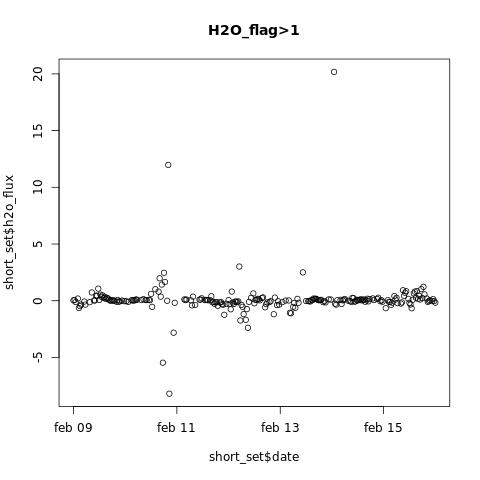 H2O_flag>1
short_set$h2o_flux
20
15
10
5
0
-5
feb 09
feb 11
feb 13
feb 15
short_set$date